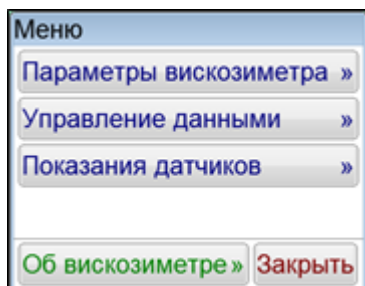 Меню
Параметры вискозиметра »
Управление данными »
Показания датчиков »
Об вискозиметре » Закрыть